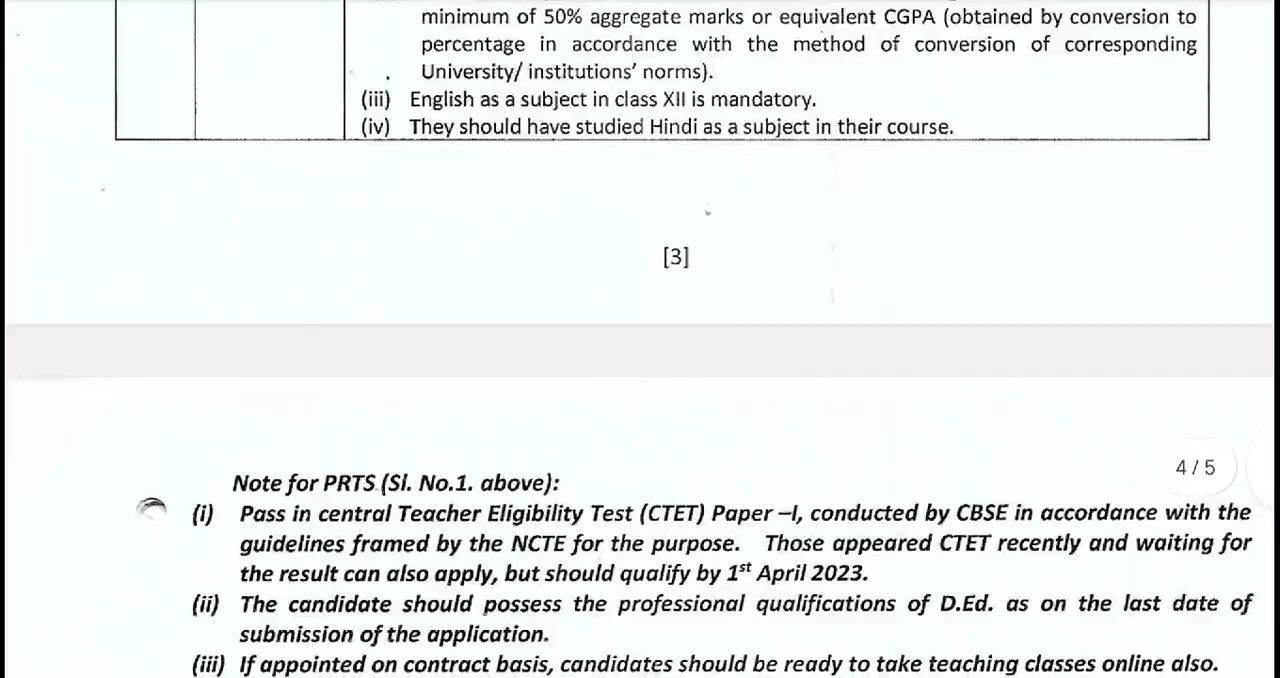 minimum of 50% aggregate marks or equivalent CGPA (obtained by conversion to
percentage in accordance with the method of conversion of corresponding
University/ institutions' norms).
(iii) English as a subject in class XII is mandatory.
(iv) They should have studied Hindi as a subject in their course.
[3]
4 / 5
Note for PRTS (Sl. No.1. above):
(i) Pass in central Teacher Eligibility Test (CTET) Paper –I, conducted by CBSE in accordance with the
guidelines framed by the NCTE for the purpose. Those appeared CTET recently and waiting for
the result can also apply, but should qualify by 1st April 2023.
(ii) The candidate should possess the professional qualifications of D.Ed. as on the last date of
submission of the application.
(iii) If appointed on contract basis, candidates should be ready to take teaching classes online also.